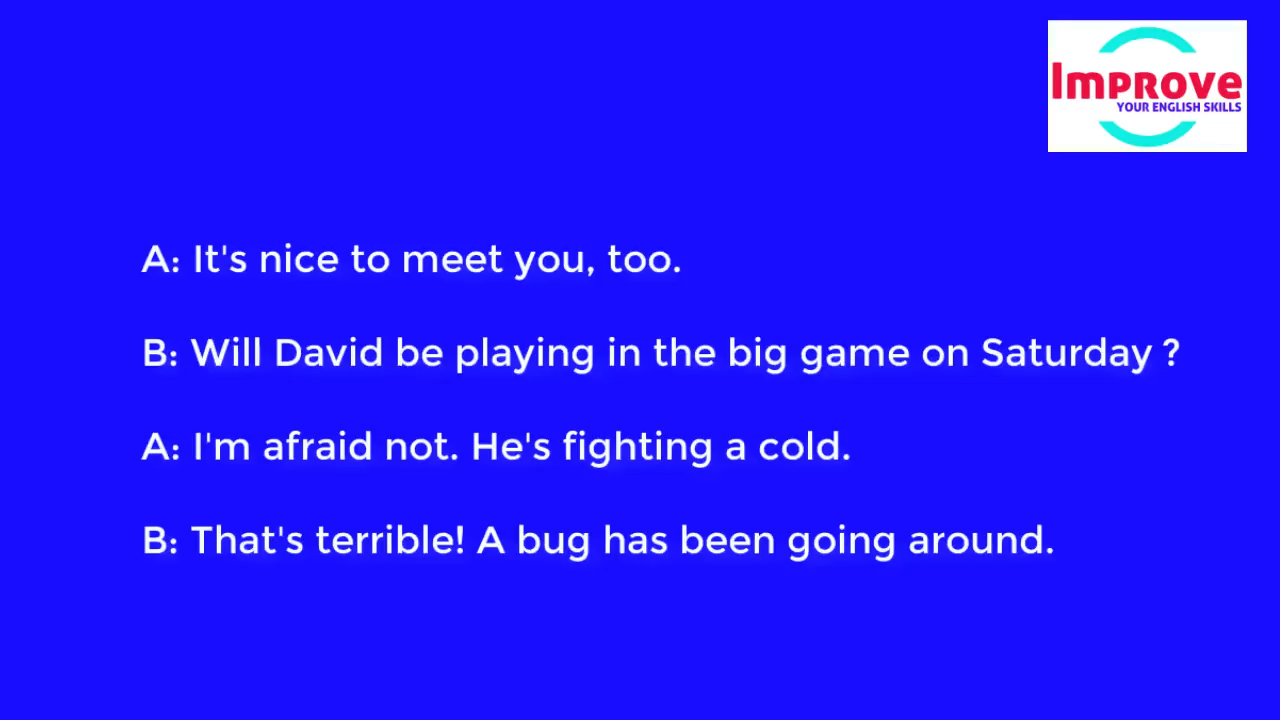 Improve
YOUR ENGLISH SKILLS
A: It's nice to meet you, too.
B: Will David be playing in the big game on Saturday ?
A: I'm afraid not. He's fighting a cold.
B: That's terrible! A bug has been going around.